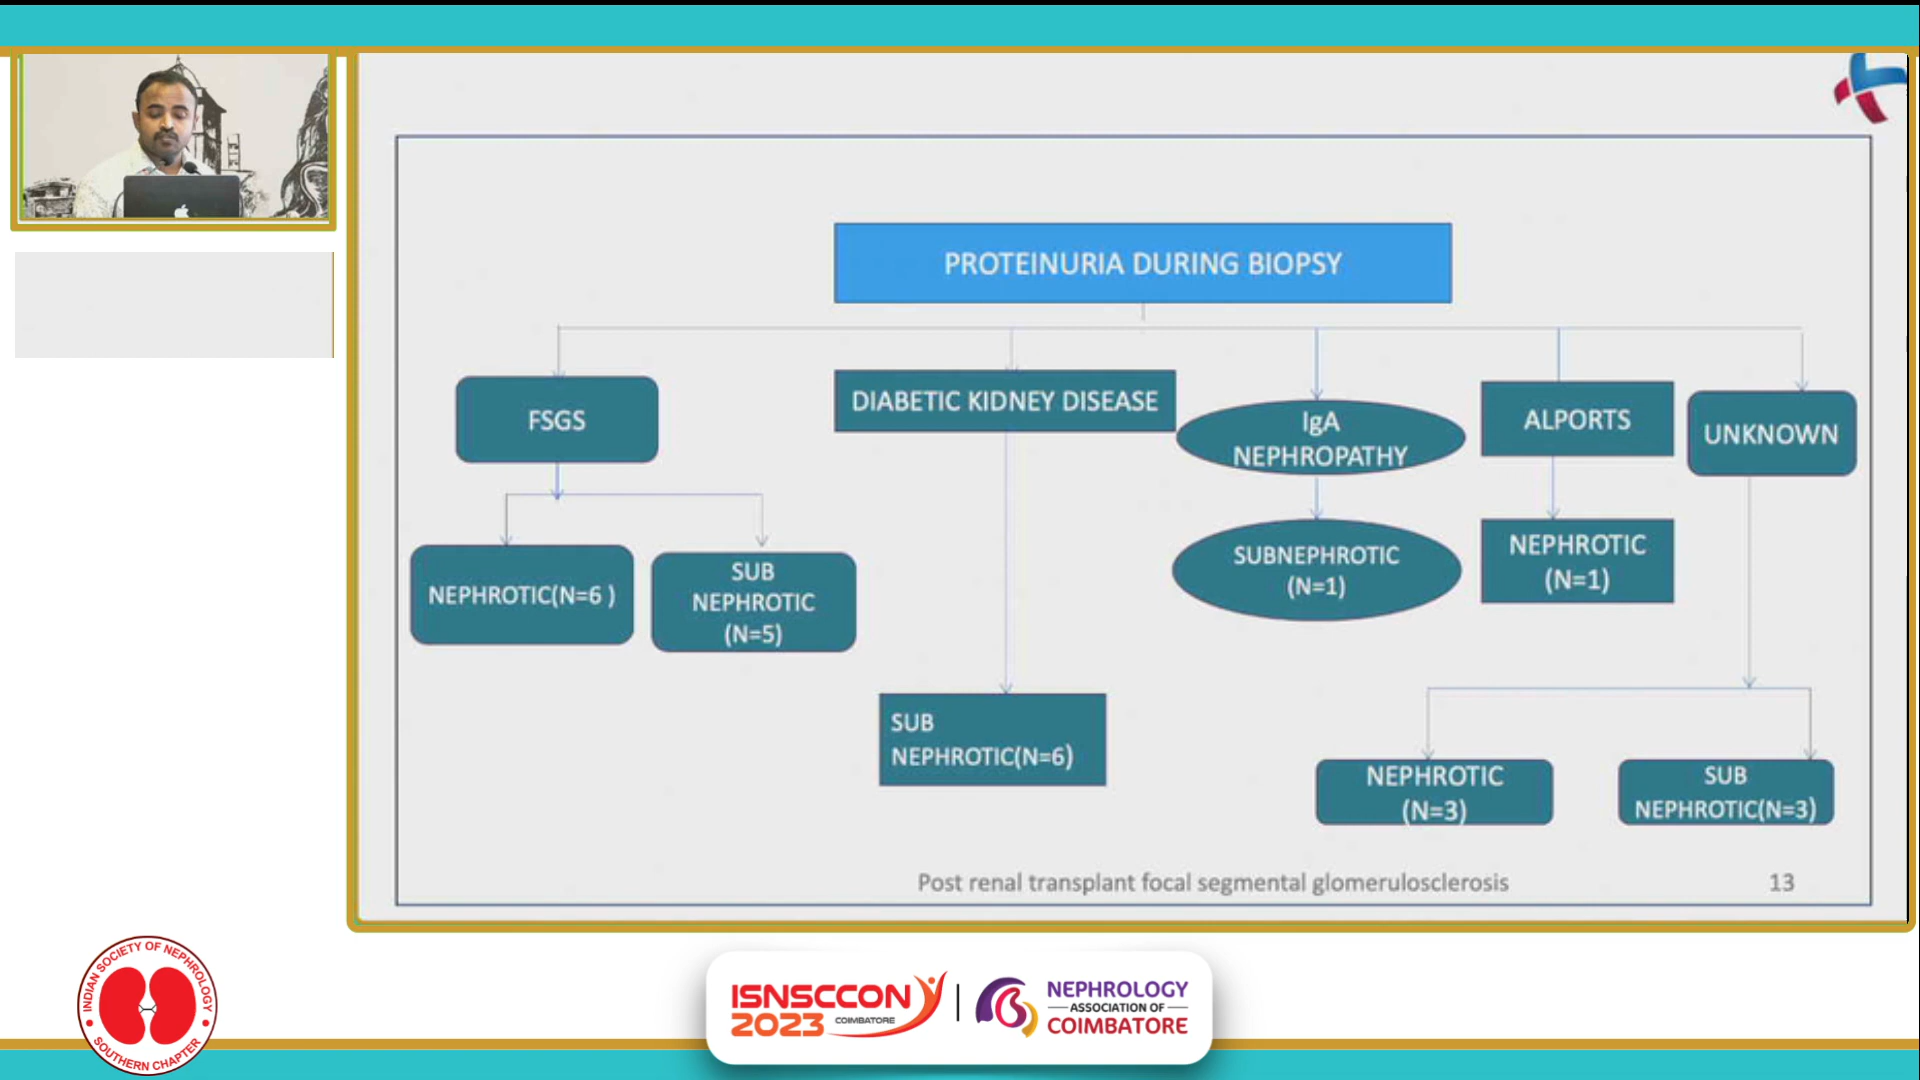 PROTEINURIA DURING BIOPSY
FSGS
DIABETIC KIDNEY DISEASE
IgA
NEPHROPATHY
ALPORTS
UNKNOWN
NEPHROTIC(N=6 )
SUB
NEPHROTIC
(N=5)
SUB
NEPHROTIC(N=6)
SUBNEPHROTIC
(N=1)
NEPHROTIC
(N=1)
NEPHROTIC
(N=3)
SUB
NEPHROTIC(N=3)
Post renal transplant focal segmental glomerulosclerosis
13
INDIAN SOCIETY OF NEPHROLOGY
SOUTHERN CHAPTER
ISNSCCON
2023 COIMBATORE
NEPHROLOGY
ASSOCIATION OF
COIMBATORE